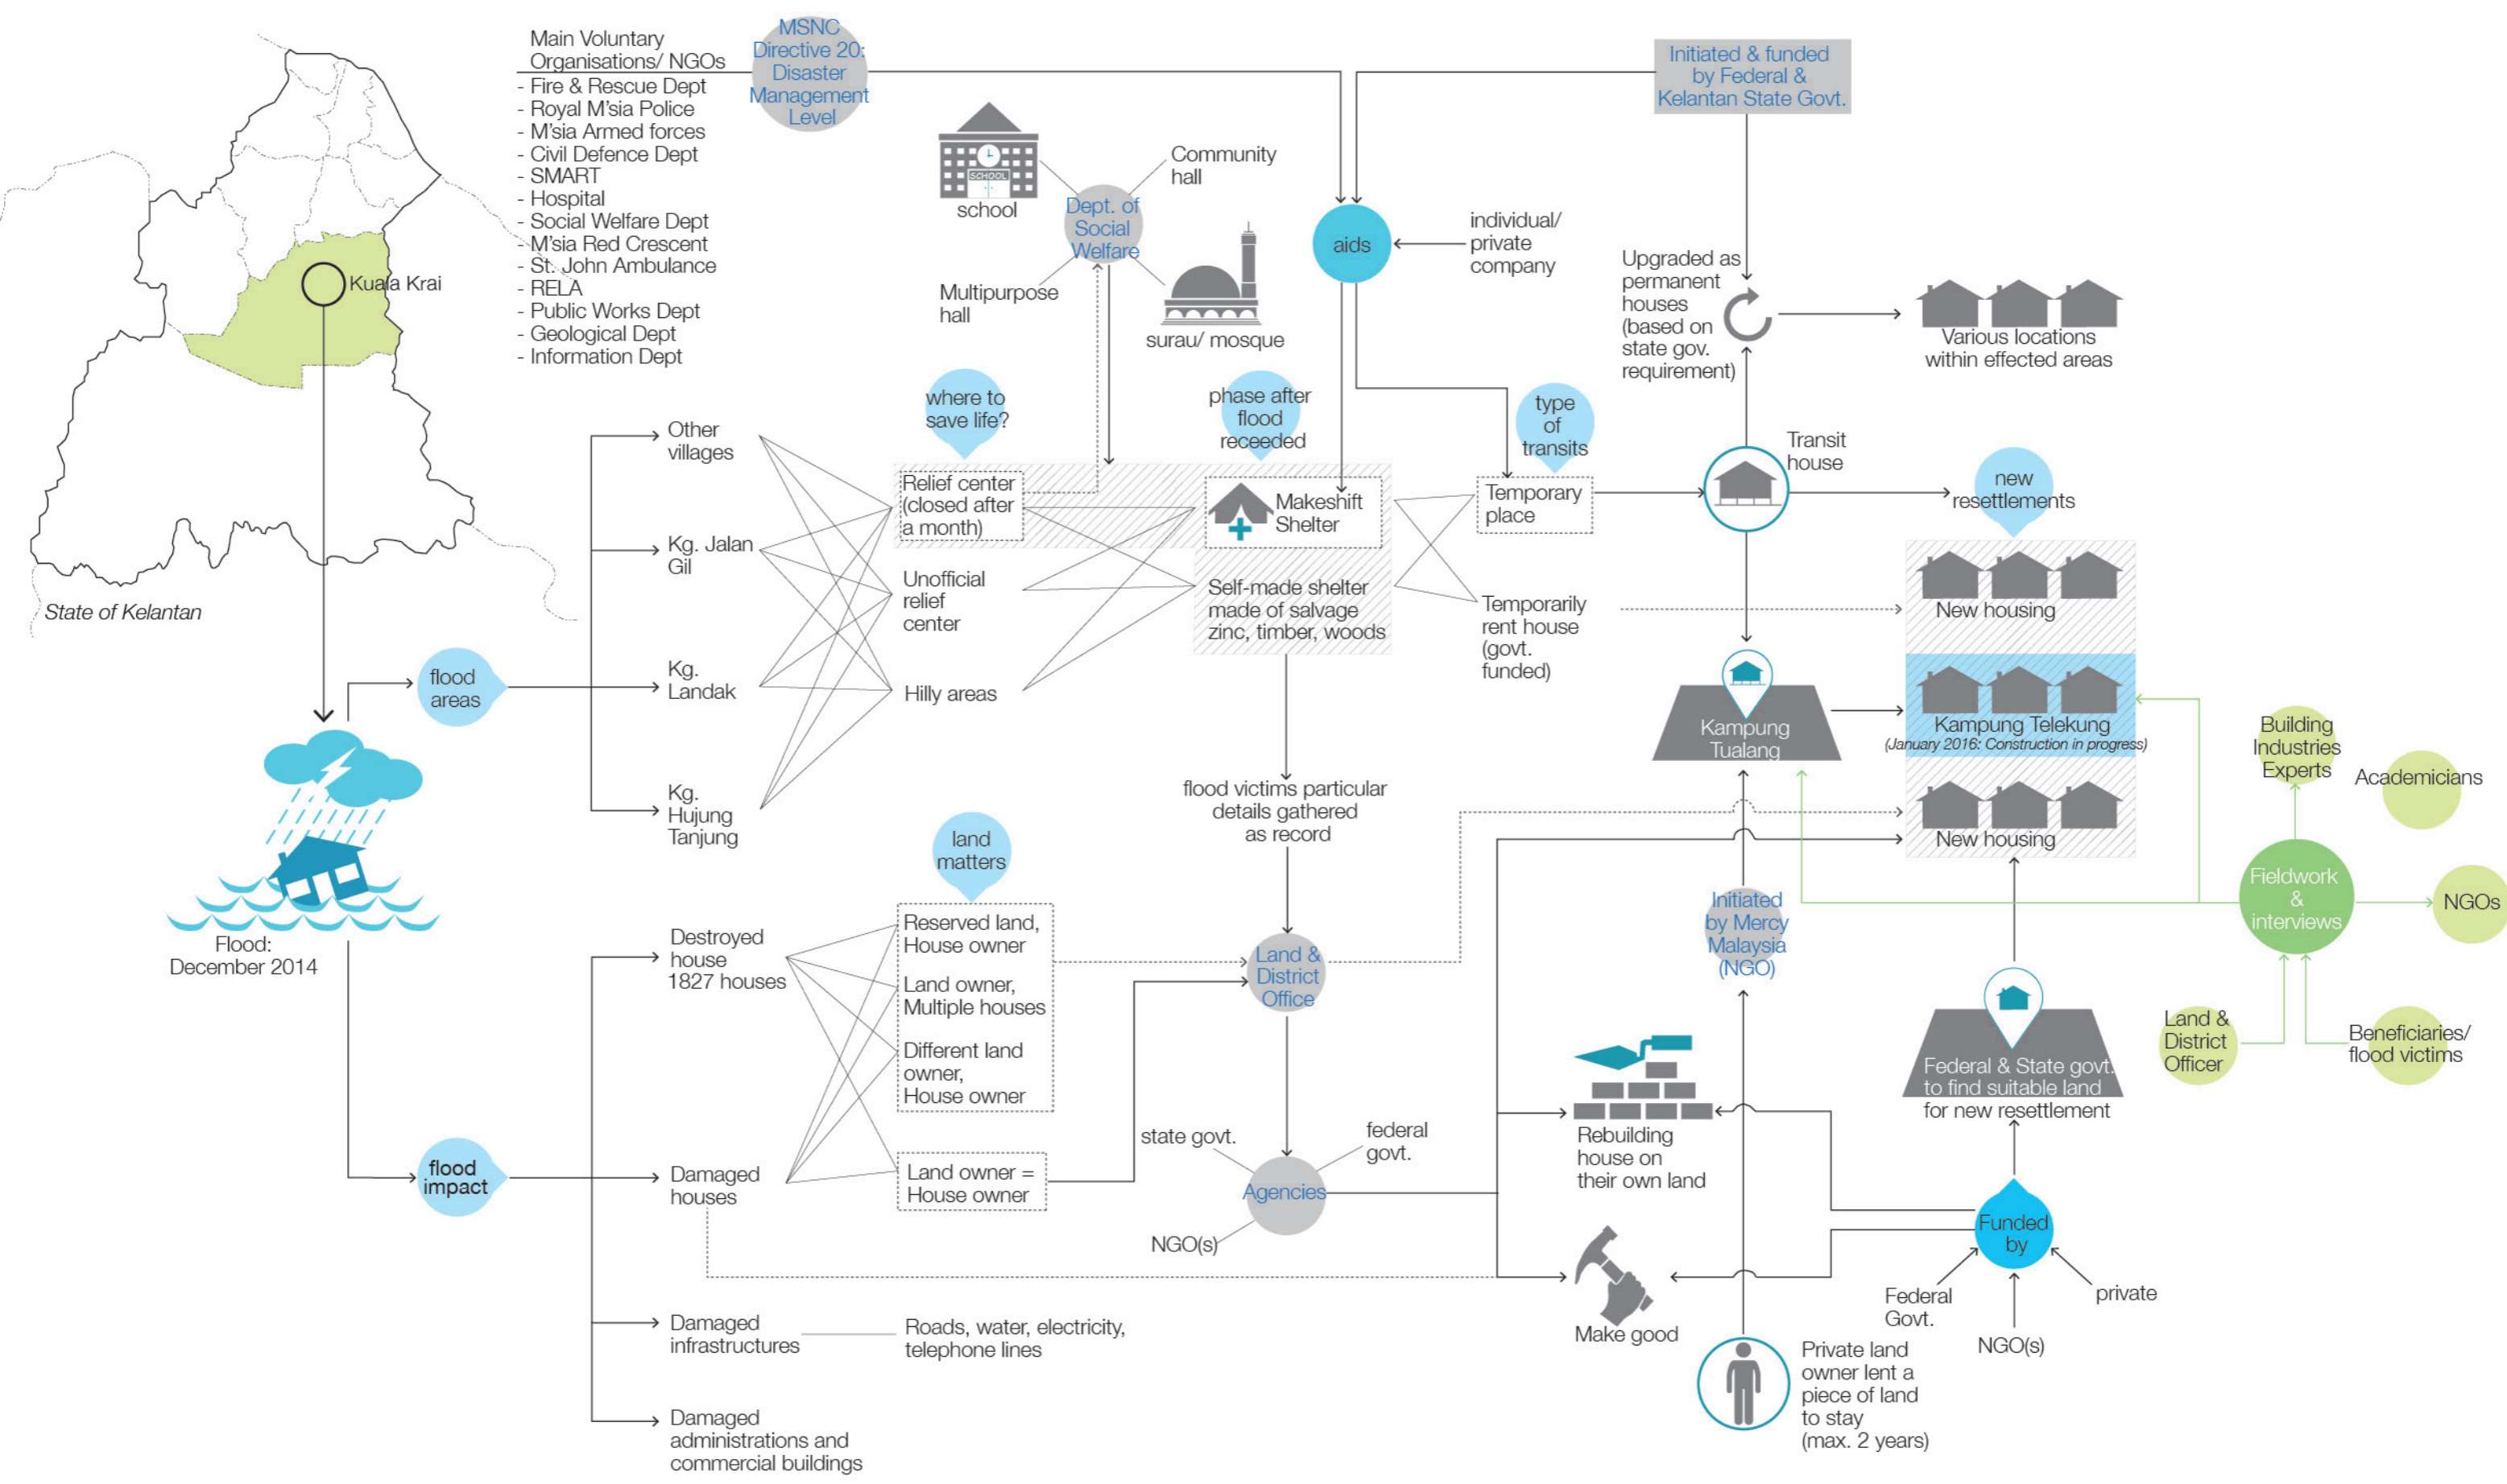 Main Voluntary
Organisations/ NGOs
- Fire & Rescue Dept
- Royal M'sia Police
- M'sia Armed forces
- Civil Defence Dept
- SMART
- Hospital
- Social Welfare Dept
- M'sia Red Crescent
- St. John Ambulance
- RELA
- Public Works Dept
- Geological Dept
- Information Dept
MSNC
Directive 20:
Disaster
Management
Level
Initiated & funded
by Federal &
Kelantan State Govt.
SCHOOL
school
Community
hall
Dept. of
Social
Welfare
Multipurpose
hall
surau/ mosque
aids
individual/
private
company
Upgraded as
permanent
houses
(based on
state gov.
requirement)
Various locations
within effected areas
Kuala Krai
State of Kelantan
where to
save life?
phase after
flood
receeded
type
of
transits
Transit
house
new
resettlements
Other
villages
Kg. Jalan
Gil
Kg.
Landak
Kg.
Hujung
Tanjung
flood
areas
Relief center
(closed after
a month)
Unofficial
relief
center
Hilly areas
Makeshift
Shelter
Self-made shelter
made of salvage
zinc, timber, woods
Temporary
place
Temporarily
rent house
(govt.
funded)
New housing
Kampung
Tualang
Kampung Telekung
(January 2016: Construction in progress)
New housing
Building
Industries
Experts
Academicians
Fieldwork
&
interviews
NGOs
Land &
District
Officer
Beneficiaries/
flood victims
flood victims particular
details gathered
as record
land
matters
Flood:
December 2014
Destroyed
house
1827 houses
Reserved land,
House owner
Land owner,
Multiple houses
Different land
owner,
House owner
Land &
District
Office
Initiated
by Mercy
Malaysia
(NGO)
Federal & State govt.
to find suitable land
for new resettlement
flood
impact
Damaged
houses
Land owner =
House owner
state govt.
federal
govt.
Agencies
NGO(s)
Rebuilding
house on
their own land
Make good
Funded
by
Federal
Govt.
NGO(s)
private
Damaged
infrastructures
Roads, water, electricity,
telephone lines
Private land
owner lent a
piece of land
to stay
(max. 2 years)
Damaged
administrations and
commercial buildings